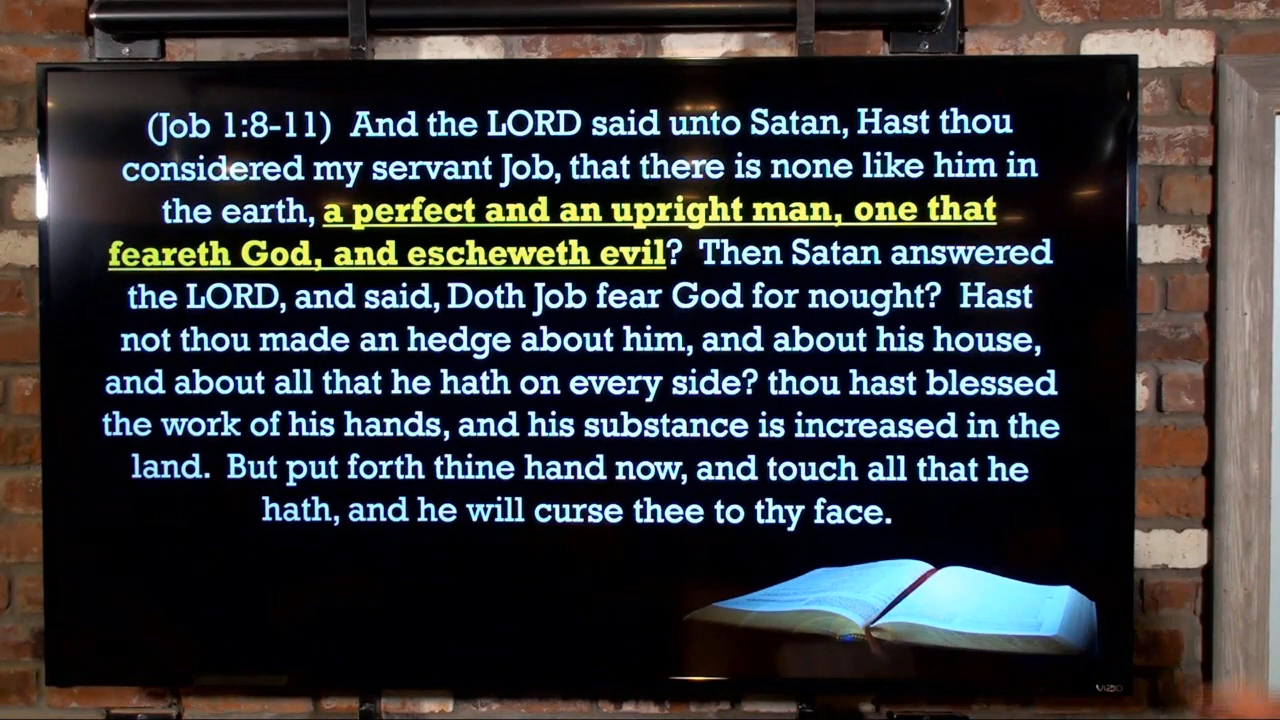 (Job 1:8-11)  And the LORD said unto Satan, Hast thou
considered my servant Job, that there is none like him in
the earth, a perfect and an upright man, one that
feareth God, and escheweth evil?  Then Satan answered
the LORD, and said, Doth Job fear God for nought?  Hast
not thou made an hedge about him, and about his house,
and about all that he hath on every side? thou hast blessed
the work of his hands, and his substance is increased in the
land.  But put forth thine hand now, and touch all that he
hath, and he will curse thee to thy face.
VIZIO